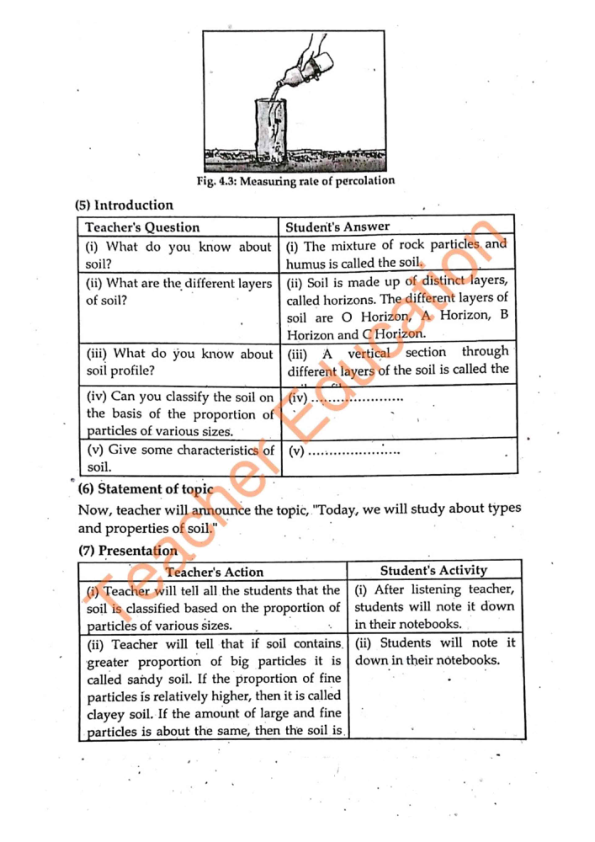 Fig. 4.3: Measuring rate of percolation
(5) Introduction
Teacher's Question
Student's Answer
(i) What do you know about
soil?
(i) The mixture of rock particles and
humus is called the soil.
(ii) What are the different layers
of soil?
(ii) Soil is made up of distinct layers,
called horizons. The different layers of
soil are O Horizon, A Horizon, B
Horizon and C Horizon.
(iii) What do you know about
soil profile?
(iii) A vertical section through
different layers of the soil is called the
(iv) Can you classify the soil on
the basis of the proportion of
particles of various sizes.
(iv) .......................
(v) Give some characteristics of
soil.
(v) .......................
(6) Statement of topic
Now, teacher will announce the topic, "Today, we will study about types
and properties of soil."
(7) Presentation
Teacher's Action
Student's Activity
(i) Teacher will tell all the students that the
soil is classified based on the proportion of
particles of various sizes.
(i) After listening teacher,
students will note it down
in their notebooks.
(ii) Teacher will tell that if soil contains
greater proportion of big particles it is
called sandy soil. If the proportion of fine
particles is relatively higher, then it is called
clayey soil. If the amount of large and fine
particles is about the same, then the soil is
(ii) Students will note it
down in their notebooks.
Teacher Education